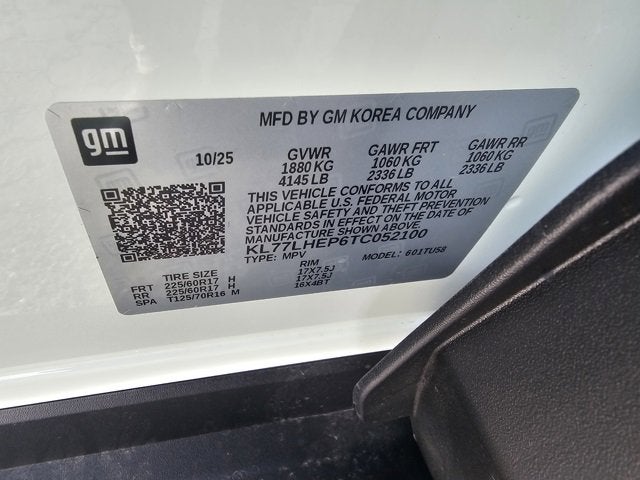 gm
MFD BY GM KOREA COMPANY
10/25 GVWR GAWR FRT GAWR RR
1880 KG 1060 KG 1060 KG
4145 LB 2336 LB 2336 LB
THIS VEHICLE CONFORMS TO ALL
APPLICABLE U.S. FEDERAL MOTOR
VEHICLE SAFETY AND THEFT PREVENTION
STANDARDS IN EFFECT ON THE DATE OF
MANUFACTURE SHOWN ABOVE.
KL77LHEP6TC052100
TYPE: MPV MODEL: 601TU58
TIRE SIZE RIM
FRT 225/60R17 H 17X7.5J
RR 225/60R17 H 17X7.5J
SPA T125/70R16 M 16X4BT